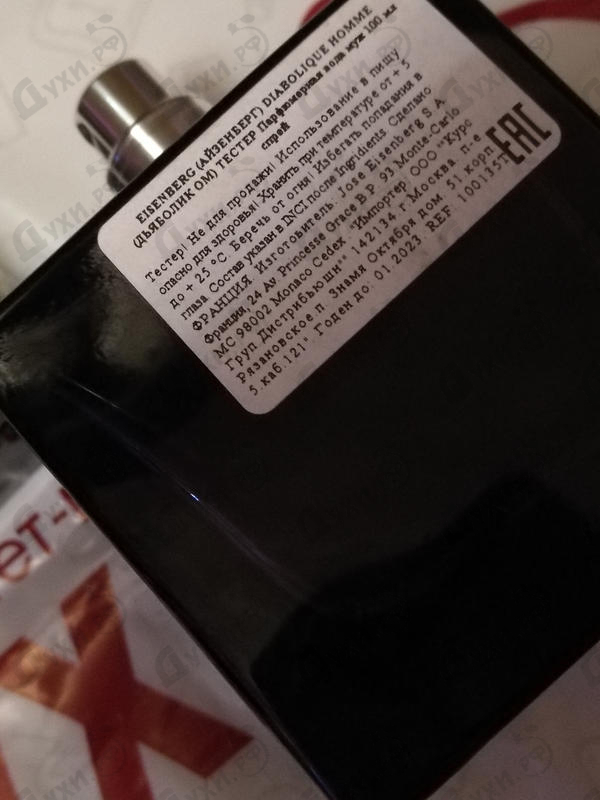 EISENBERG (АЙЗЕНБЕРГ) DIABOLIQUE HOMME
(ДЬЯБОЛИК ОМ) ТЕСТЕР Парфюмерная вода муж 100 мл
спрей
Тестер! Не для продажи! Использование в пищу
опасно для здоровья! Хранить при температуре от + 5
до + 25 °C Беречь от огня! Избегать попадания в
глаза Состав указан в INCI после Ingridients Сделано
ФРАНЦИЯ Изготовитель: Jose Eisenberg S.A.
Франция, 24 Av Princesse Grace B.P 93 Monte-Carlo
MC 98002 Monaco Cedex "Импортер ООО ""Курс
Груп Дистрибьюшн"" 142134 г Москва п-е
Рязановское п. Знамя Октября дом 51 корп
5.каб.121" Годен до: 01.2023 REF:
EAC
Духи.рф
ет-